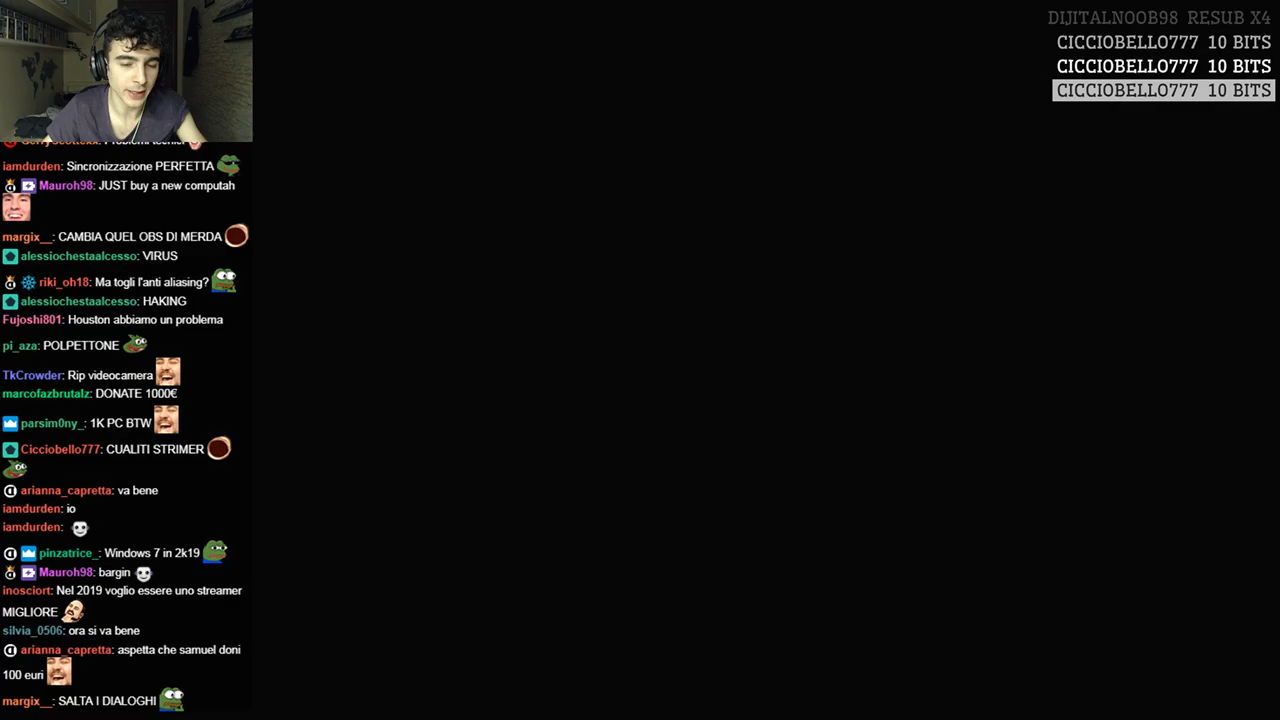 DIJITALNOOB98 RESUB X4
CICCIOBELLO777 10 BITS
CICCIOBELLO777 10 BITS
CICCIOBELLO777 10 BITS
iamdurden: Sincronizzazione PERFETTA
Mauroh98: JUST buy a new computah
margix__: CAMBIA QUEL OBS DI MERDA
alessiochestaalcesso: VIRUS
riki_oh18: Ma togli l'anti aliasing?
alessiochestaalcesso: HAKING
Fujoshi801: Houston abbiamo un problema
pi_aza: POLPETTONE
TkCrowder: Rip videocamera
marcofazbrutalz: DONATE 1000€
parsim0ny_: 1K PC BTW
Cicciobello777: CUALITI STRIMER
arianna_capretta: va bene
iamdurden: io
iamdurden:
pinzatrice_: Windows 7 in 2k19
Mauroh98: bargin
inosciort: Nel 2019 voglio essere uno streamer
MIGLIORE
silvia_0506: ora si va bene
arianna_capretta: aspetta che samuel doni
100 euri
margix__: SALTA I DIALOGHI